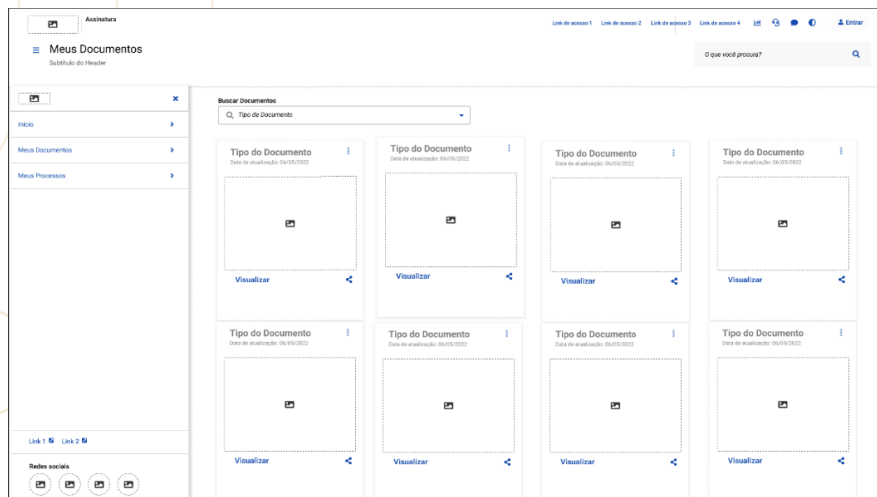 Assinatura
Link de acesso 1 Link de acesso 2 Link de acesso 3 Link de acesso 4 Entrar
Meus Documentos
Subtítulo do Header
O que você procura?
Início
Meus Documentos
Meus Processos
Link 1 Link 2
Redes sociais
Buscar Documentos
Tipo de Documento
Tipo do Documento
Data de atualização: 06/05/2022
Visualizar
Tipo do Documento
Data de atualização: 06/05/2022
Visualizar
Tipo do Documento
Data de atualização: 06/05/2022
Visualizar
Tipo do Documento
Data de atualização: 06/05/2022
Visualizar
Tipo do Documento
Data de atualização: 06/05/2022
Visualizar
Tipo do Documento
Data de atualização: 06/05/2022
Visualizar
Tipo do Documento
Data de atualização: 06/05/2022
Visualizar
Tipo do Documento
Data de atualização: 06/05/2022
Visualizar